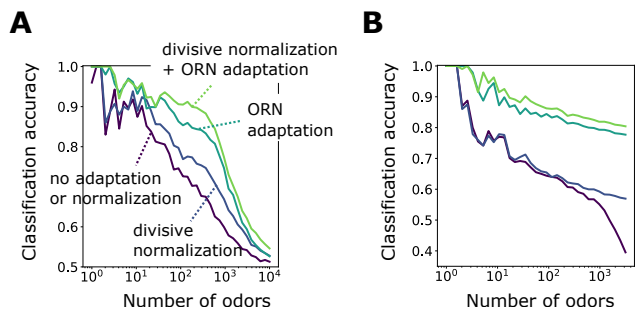 A
divisive normalization
+ ORN adaptation
ORN
adaptation
no adaptation
or normalization
divisive
normalization
Classification accuracy
1.0
0.9
0.8
0.6
0.5
10⁰
10¹
10²
10³
10⁴
Number of odors
B
Classification accuracy
1.0
0.9
0.8
0.7
0.6
0.5
0.4
10⁰
10¹
10²
10³
Number of odors